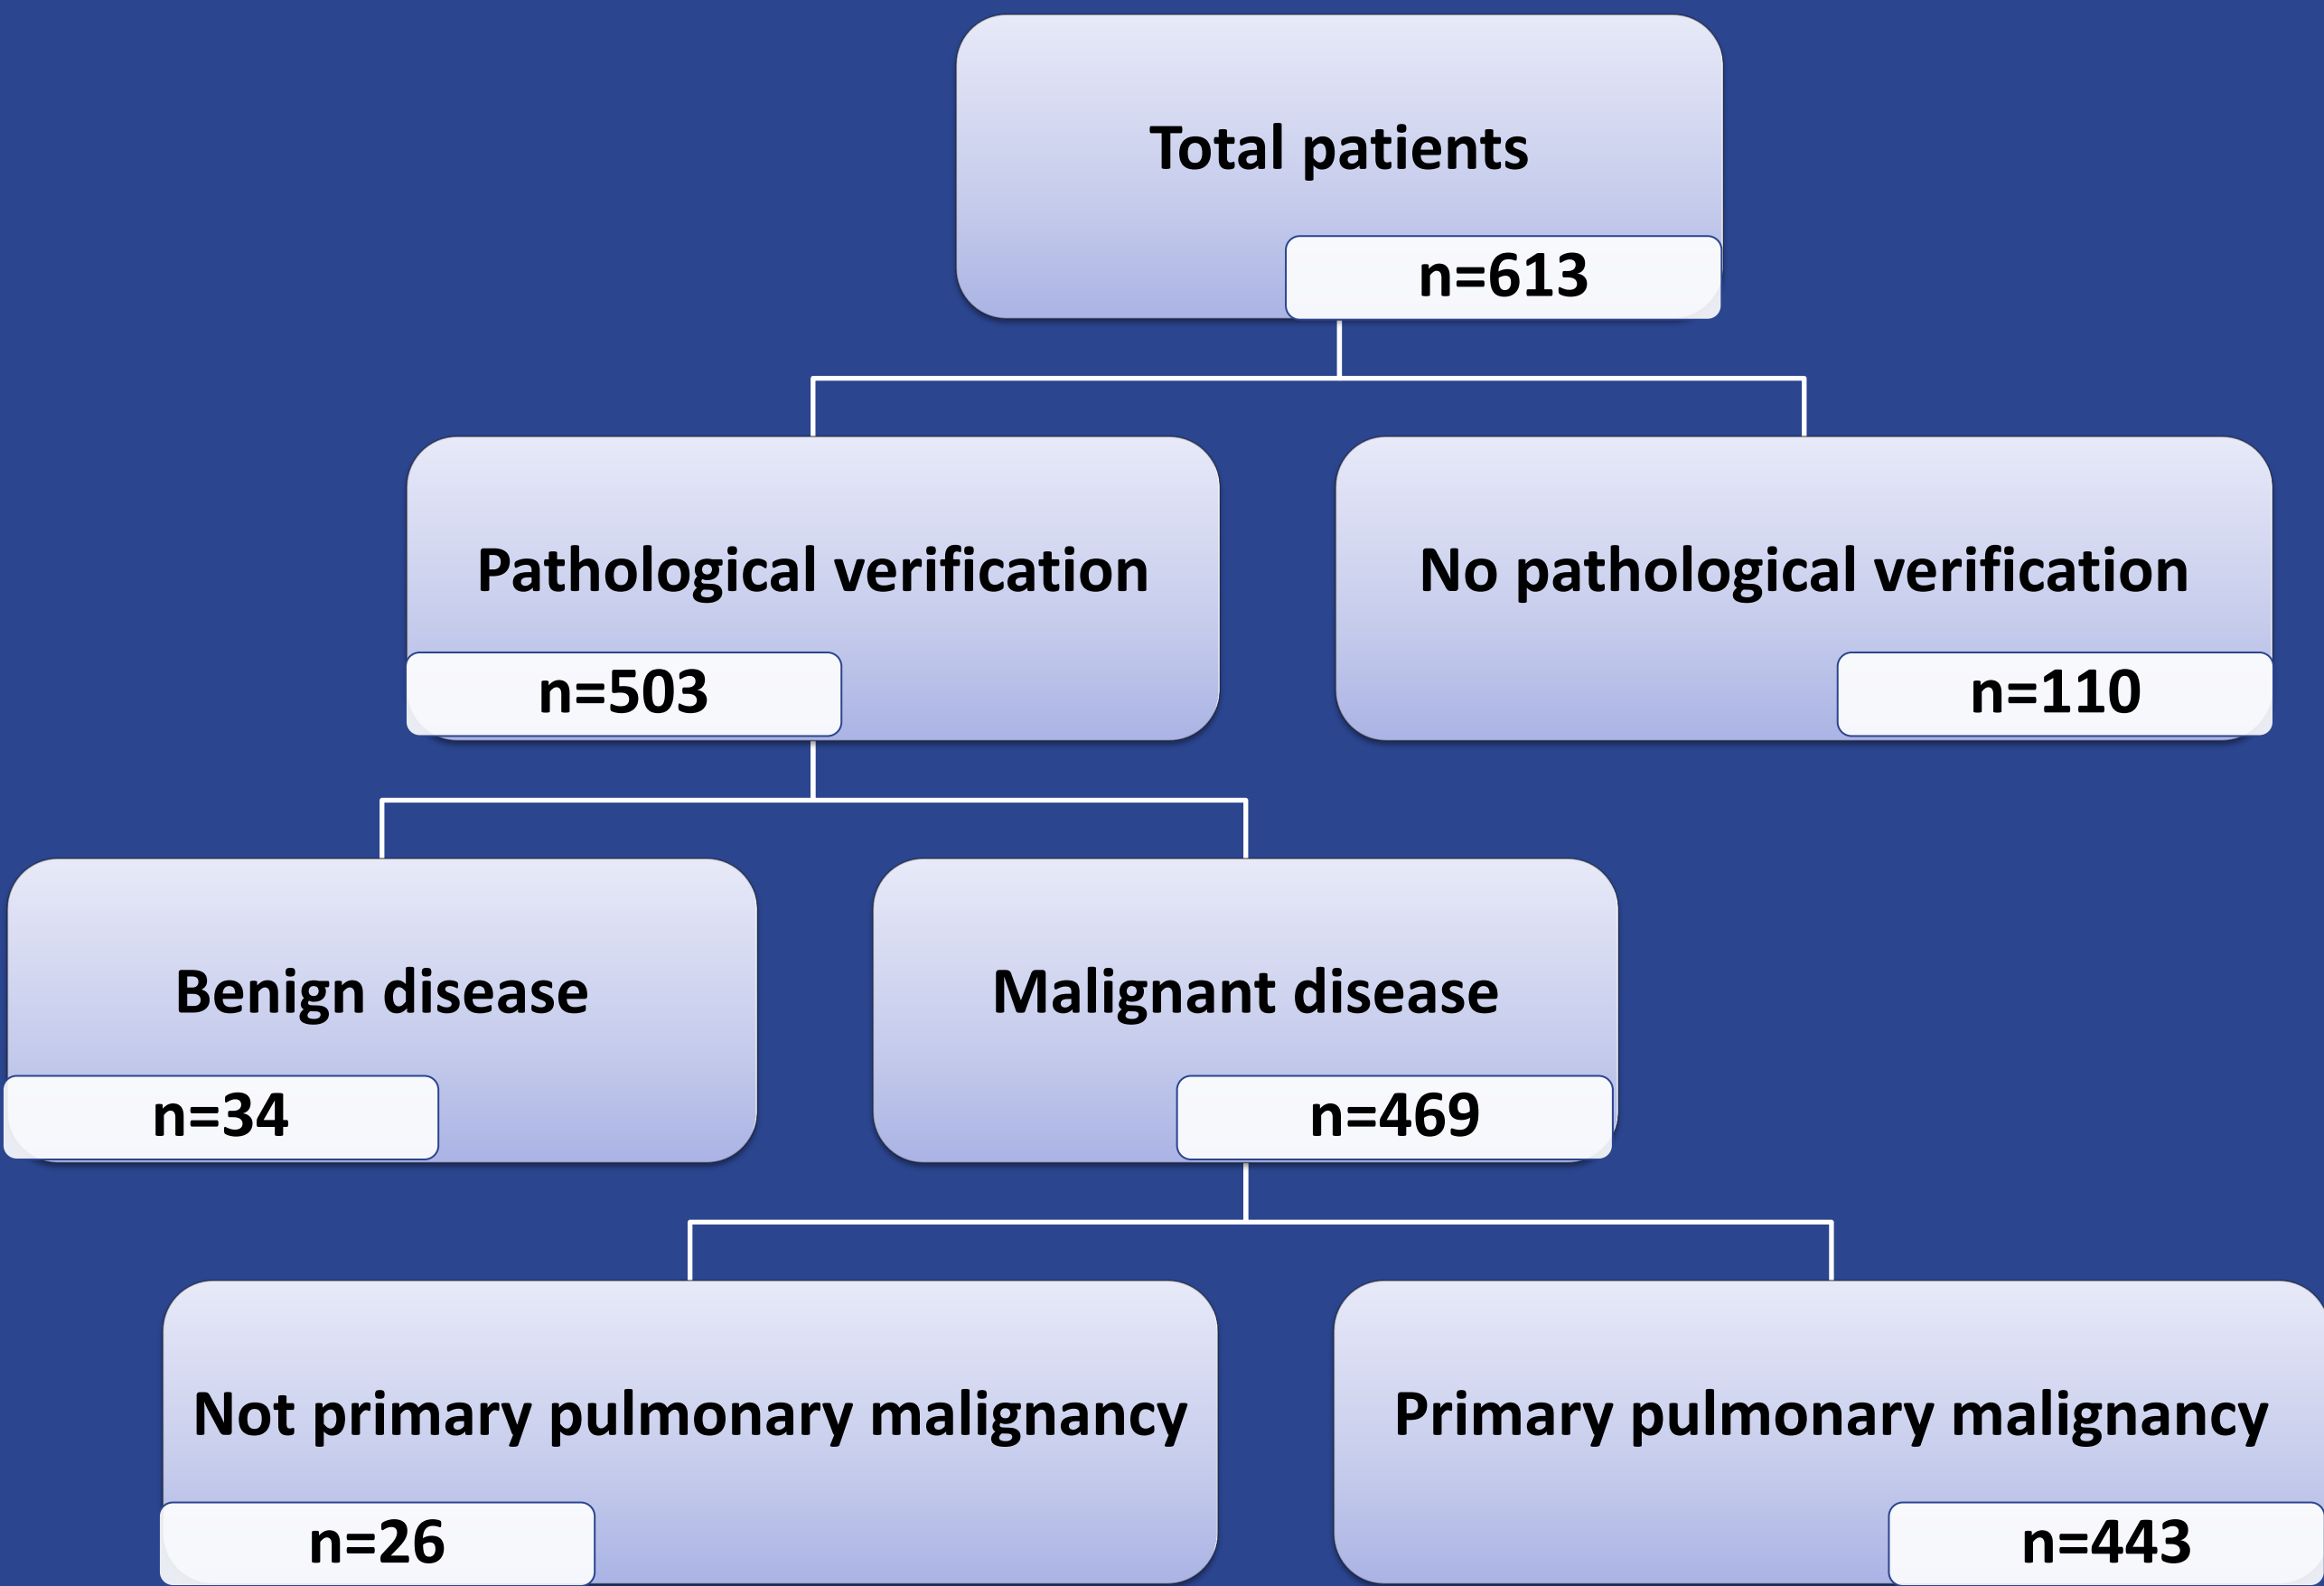 Total patients
n=613
Pathological verification
n=503
No pathological verification
n=110
Benign disease
n=34
Malignant disease
n=469
Not primary pulmonary malignancy
n=26
Primary pulmonary malignancy
n=443